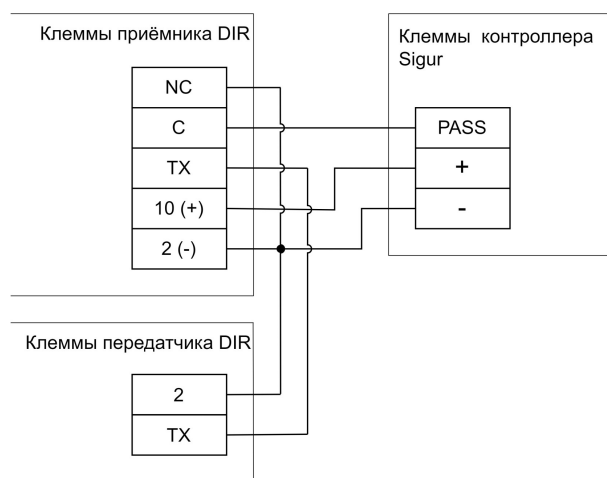 Клеммы приёмника DIR
NC
C
TX
10 (+)
2 (-)
Клеммы контроллера
Sigur
PASS
+
-
Клеммы передатчика DIR
2
TX